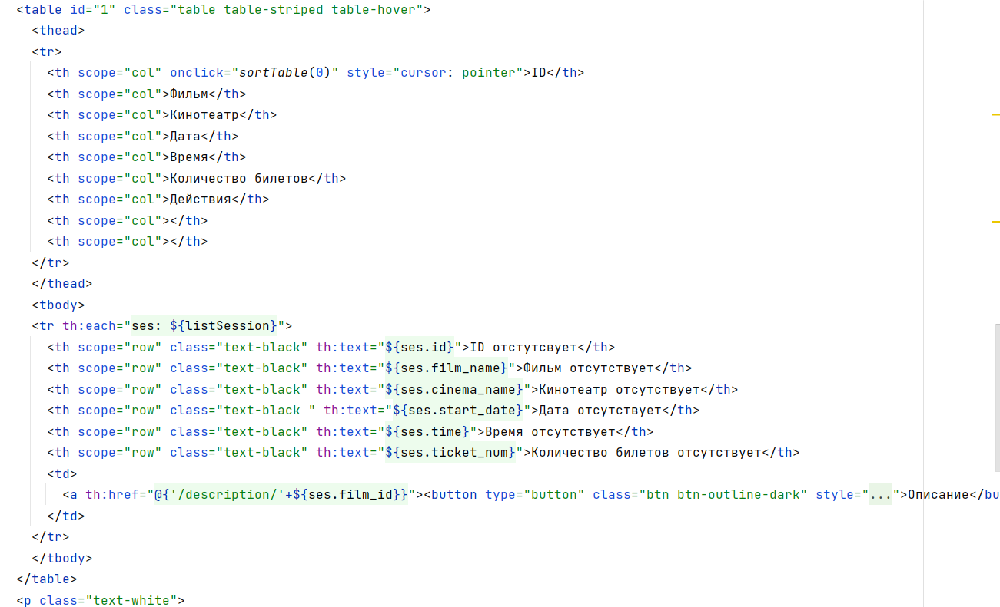 <table id="1" class="table table-striped table-hover">
<thead>
<tr>
<th scope="col" onclick="sortTable(0)" style="cursor: pointer">ID</th>
<th scope="col">Фильм</th>
<th scope="col">Кинотеатр</th>
<th scope="col">Дата</th>
<th scope="col">Время</th>
<th scope="col">Количество билетов</th>
<th scope="col">Действия</th>
<th scope="col"></th>
<th scope="col"></th>
</tr>
</thead>
<tbody>
<tr th:each="ses: ${listSession}">
<th scope="row" class="text-black" th:text="${ses.id}">ID отстутсвует</th>
<th scope="row" class="text-black" th:text="${ses.film_name}">Фильм отсутствует</th>
<th scope="row" class="text-black" th:text="${ses.cinema_name}">Кинотеатр отсутствует</th>
<th scope="row" class="text-black " th:text="${ses.start_date}">Дата отсутствует</th>
<th scope="row" class="text-black" th:text="${ses.time}">Время отсутствует</th>
<th scope="row" class="text-black" th:text="${ses.ticket_num}">Количество билетов отсутствует</th>
<td>
<a th:href="@{'/description/'+${ses.film_id}}"><button type="button" class="btn btn-outline-dark" style="...">Описание</bu
</td>
</tr>
</tbody>
</table>
<p class="text-white">